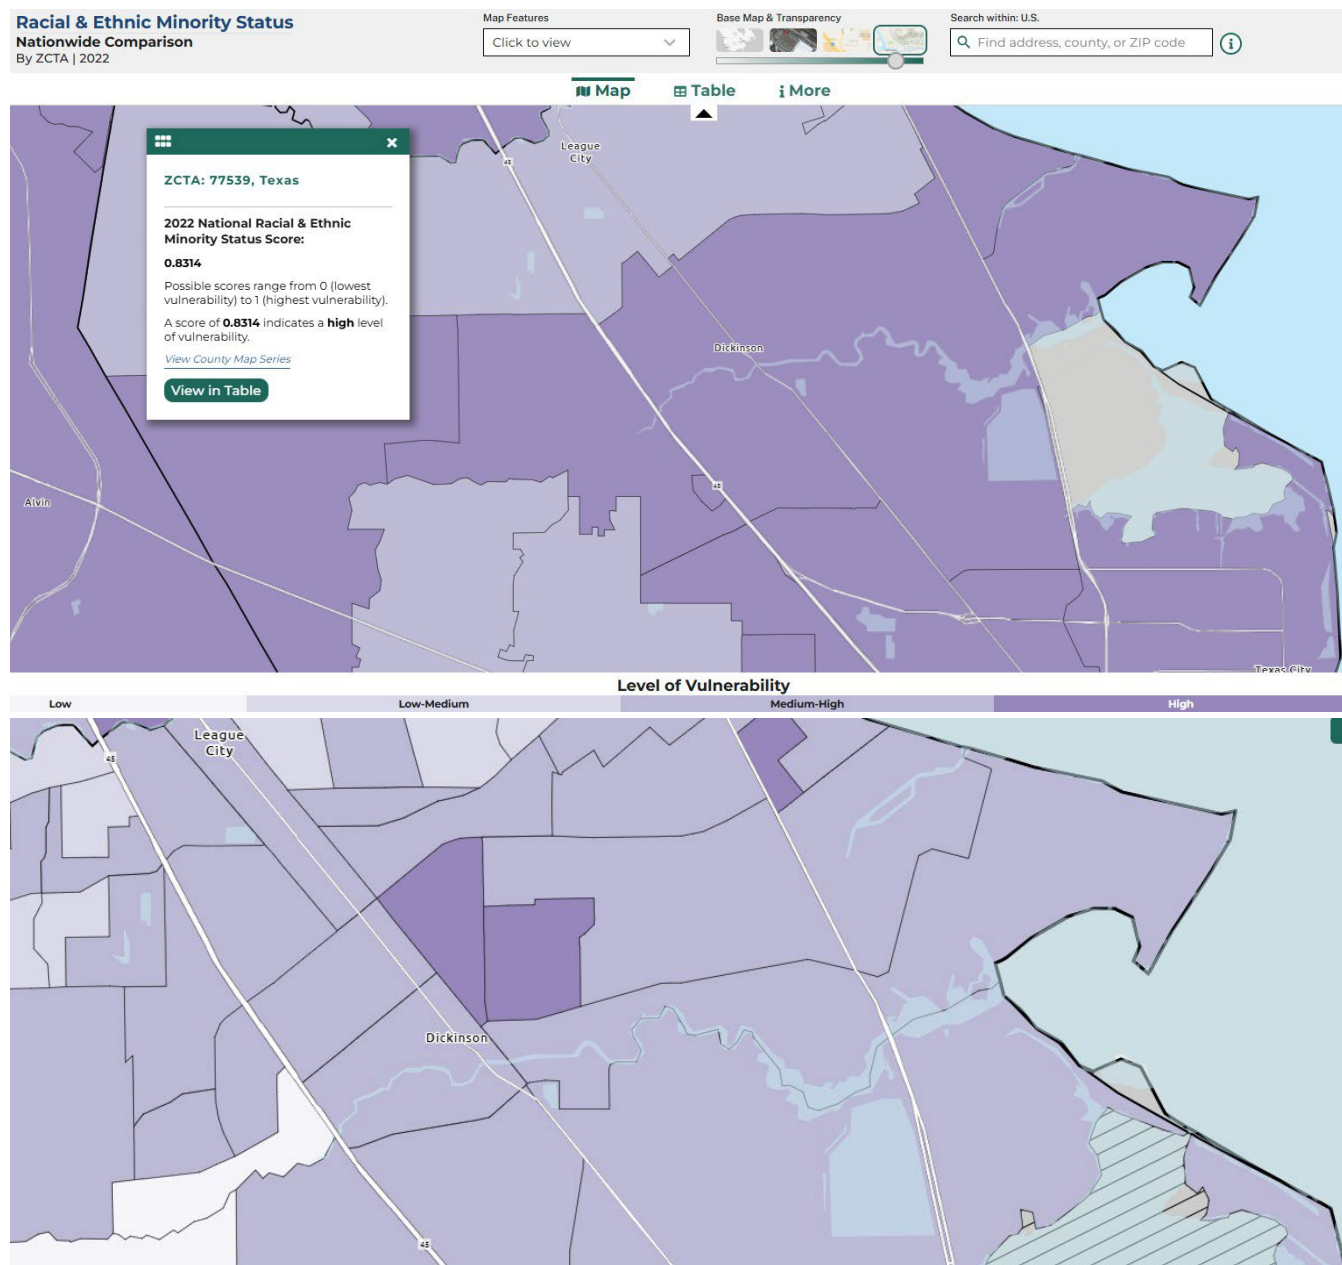 Racial & Ethnic Minority Status
Nationwide Comparison
By ZCTA | 2022
Map Features
Click to view
Base Map & Transparency
Search within: U.S.
Find address, county, or ZIP code
i
Map
Table
More
ZCTA: 77539, Texas
2022 National Racial & Ethnic
Minority Status Score:
0.8314
Possible scores range from 0 (lowest
vulnerability) to 1 (highest vulnerability).
A score of 0.8314 indicates a high level
of vulnerability.
View County Map Series
View in Table
League
City
45
Dickinson
45
Alvin
Texas City
Level of Vulnerability
Low
Low-Medium
Medium-High
High
League
City
45
Dickinson
45